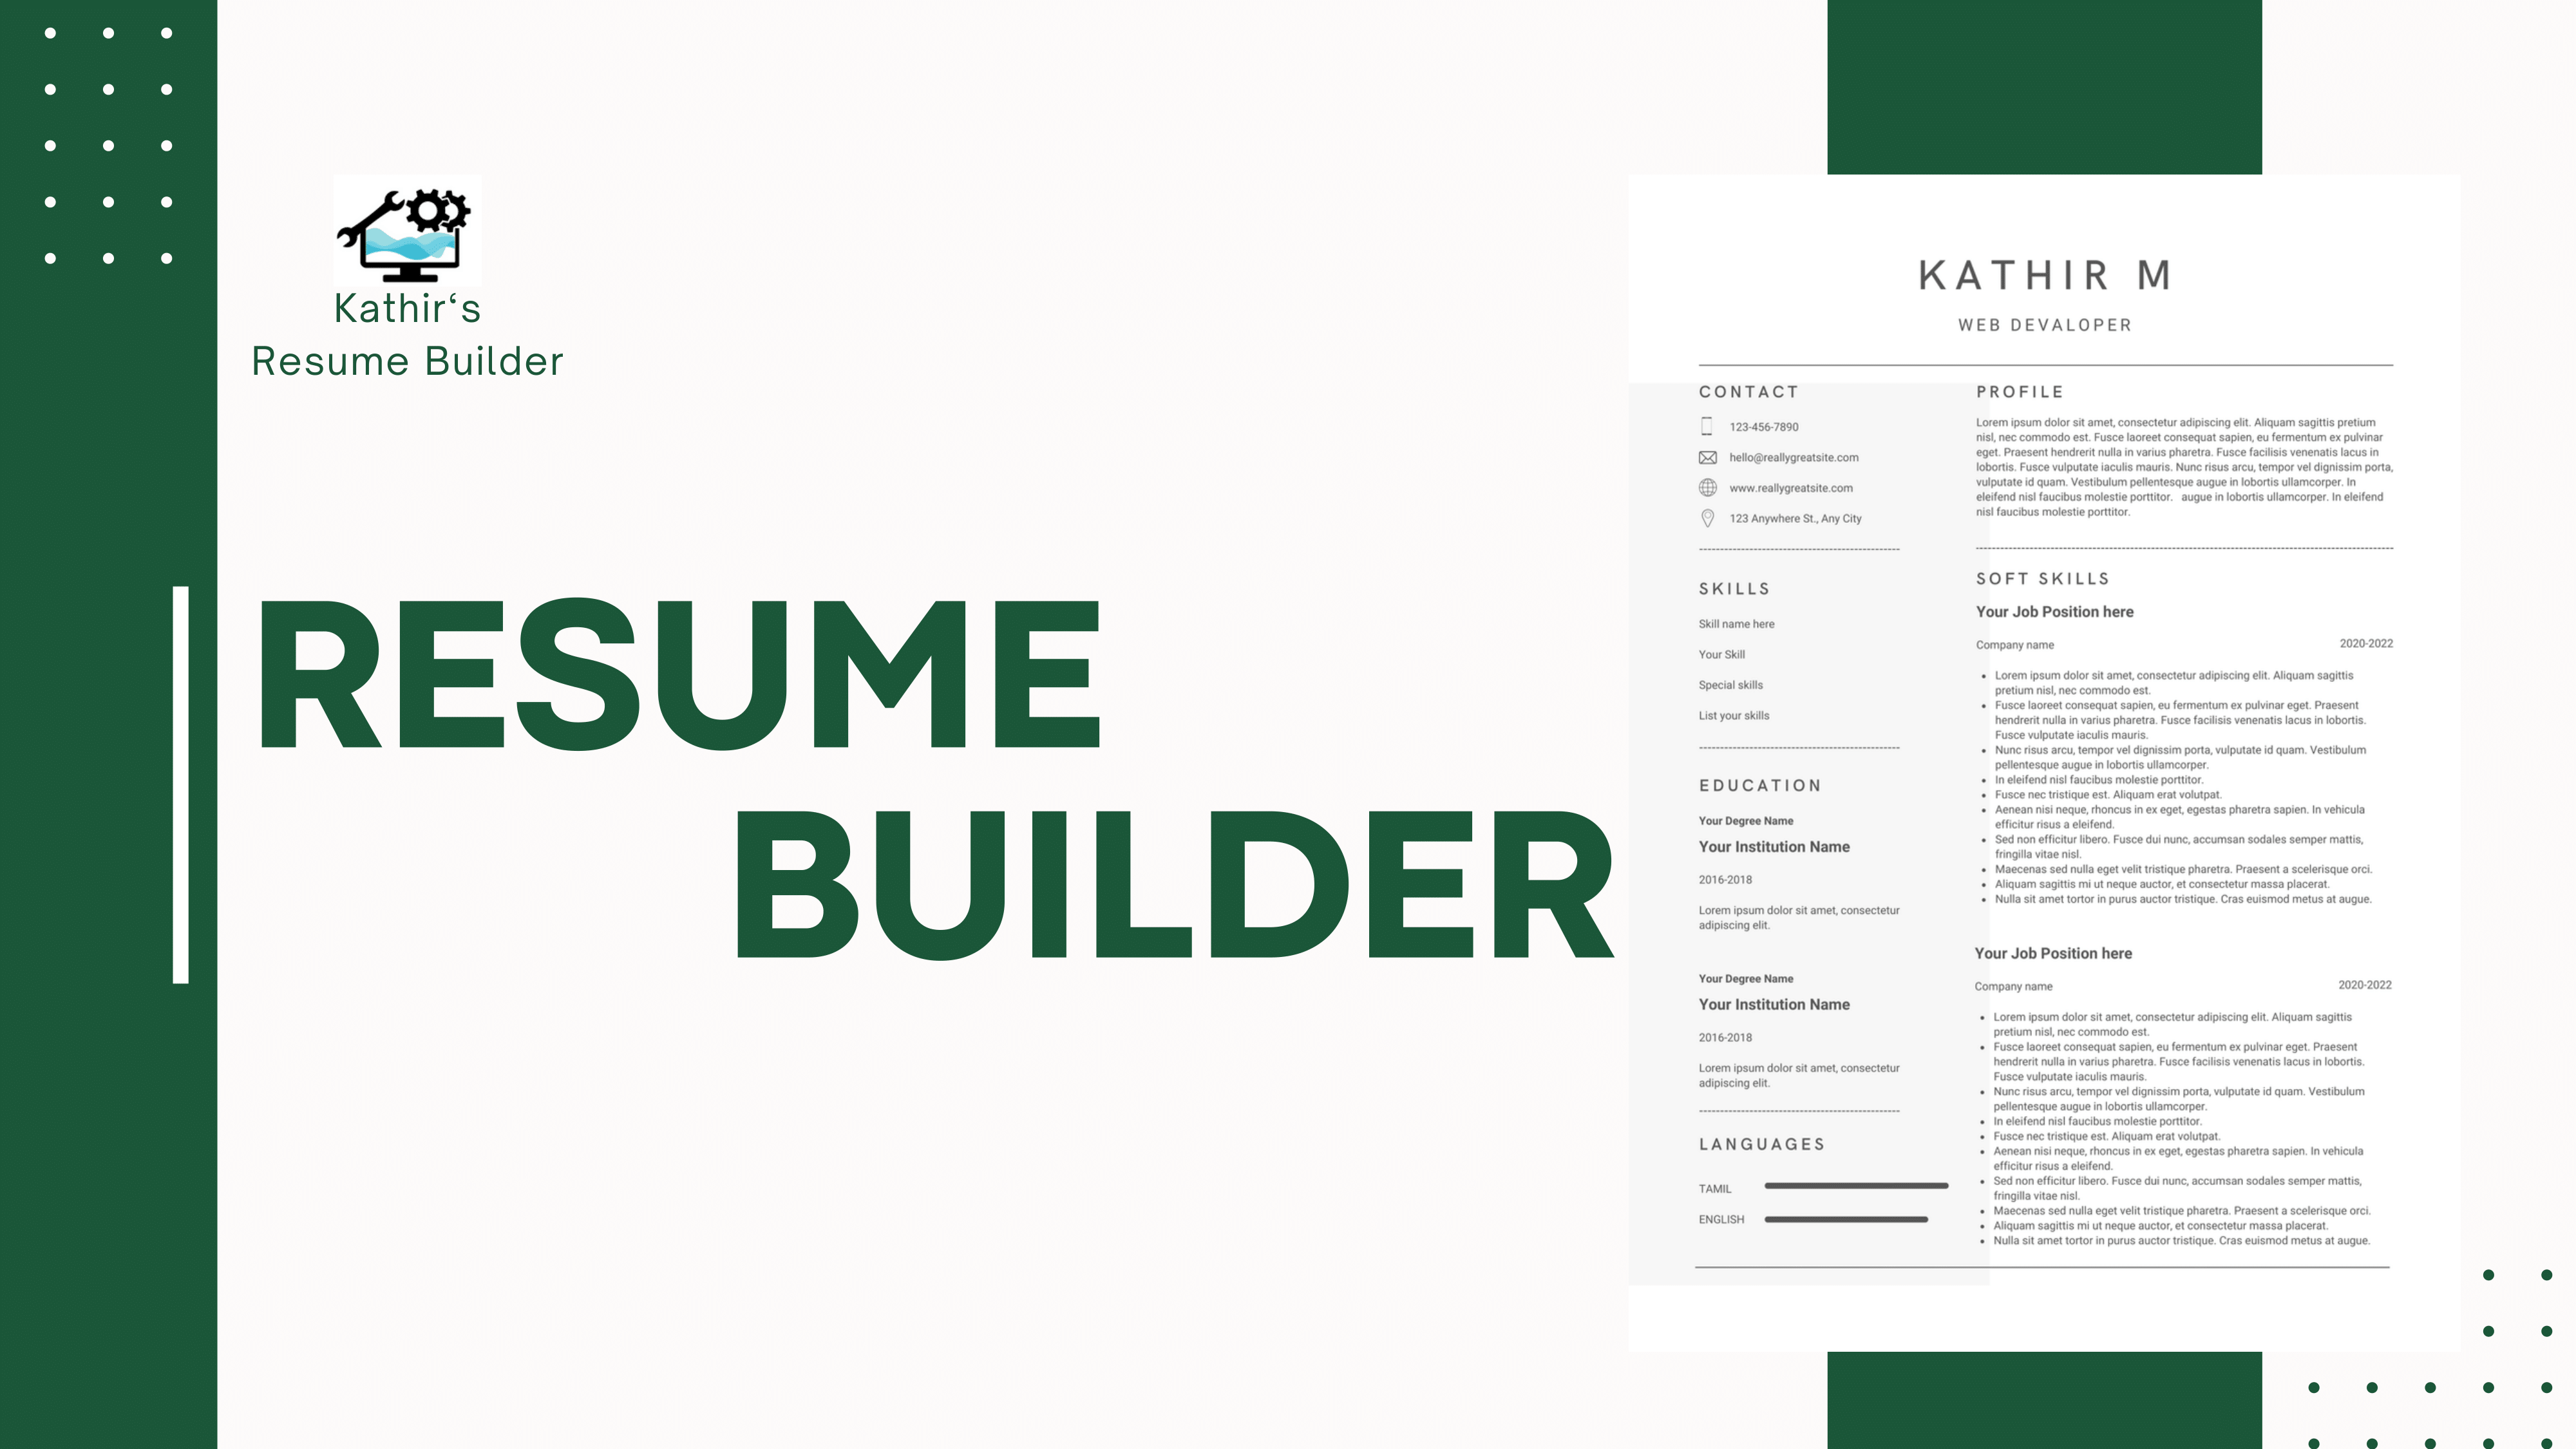 Kathir‘s
Resume Builder
RESUME
BUILDER
KATHIR M
WEB DEVALOPER
CONTACT
123-456-7890
hello@reallygreatsite.com
www.reallygreatsite.com
123 Anywhere St., Any City
SKILLS
Skill name here
Your Skill
Special skills
List your skills
EDUCATION
Your Degree Name
Your Institution Name
2016-2018
Lorem ipsum dolor sit amet, consectetur
adipiscing elit.
Your Degree Name
Your Institution Name
2016-2018
Lorem ipsum dolor sit amet, consectetur
adipiscing elit.
LANGUAGES
TAMIL
ENGLISH
PROFILE
Lorem ipsum dolor sit amet, consectetur adipiscing elit. Aliquam sagittis pretium
nisl, nec commodo est. Fusce laoreet consequat sapien, eu fermentum ex pulvinar
eget. Praesent hendrerit nulla in varius pharetra. Fusce facilisis venenatis lacus in
lobortis. Fusce vulputate iaculis mauris. Nunc risus arcu, tempor vel dignissim porta,
vulputate id quam. Vestibulum pellentesque augue in lobortis ullamcorper. In
eleifend nisl faucibus molestie porttitor. augue in lobortis ullamcorper. In eleifend
nisl faucibus molestie porttitor.
SOFT SKILLS
Your Job Position here
Company name 2020-2022
• Lorem ipsum dolor sit amet, consectetur adipiscing elit. Aliquam sagittis
pretium nisl, nec commodo est.
• Fusce laoreet consequat sapien, eu fermentum ex pulvinar eget. Praesent
hendrerit nulla in varius pharetra. Fusce facilisis venenatis lacus in lobortis.
Fusce vulputate iaculis mauris.
• Nunc risus arcu, tempor vel dignissim porta, vulputate id quam. Vestibulum
pellentesque augue in lobortis ullamcorper.
• In eleifend nisl faucibus molestie porttitor.
• Fusce nec tristique est. Aliquam erat volutpat.
• Aenean nisi neque, rhoncus in ex eget, egestas pharetra sapien. In vehicula
efficitur risus a eleifend.
• Sed non efficitur libero. Fusce dui nunc, accumsan sodales semper mattis,
fringilla vitae nisl.
• Maecenas sed nulla eget velit tristique pharetra. Praesent a scelerisque orci.
• Aliquam sagittis mi ut neque auctor, et consectetur massa placerat.
• Nulla sit amet tortor in purus auctor tristique. Cras euismod metus at augue.
Your Job Position here
Company name 2020-2022
• Lorem ipsum dolor sit amet, consectetur adipiscing elit. Aliquam sagittis
pretium nisl, nec commodo est.
• Fusce laoreet consequat sapien, eu fermentum ex pulvinar eget. Praesent
hendrerit nulla in varius pharetra. Fusce facilisis venenatis lacus in lobortis.
Fusce vulputate iaculis mauris.
• Nunc risus arcu, tempor vel dignissim porta, vulputate id quam. Vestibulum
pellentesque augue in lobortis ullamcorper.
• In eleifend nisl faucibus molestie porttitor.
• Fusce nec tristique est. Aliquam erat volutpat.
• Aenean nisi neque, rhoncus in ex eget, egestas pharetra sapien. In vehicula
efficitur risus a eleifend.
• Sed non efficitur libero. Fusce dui nunc, accumsan sodales semper mattis,
fringilla vitae nisl.
• Maecenas sed nulla eget velit tristique pharetra. Praesent a scelerisque orci.
• Aliquam sagittis mi ut neque auctor, et consectetur massa placerat.
• Nulla sit amet tortor in purus auctor tristique. Cras euismod metus at augue.